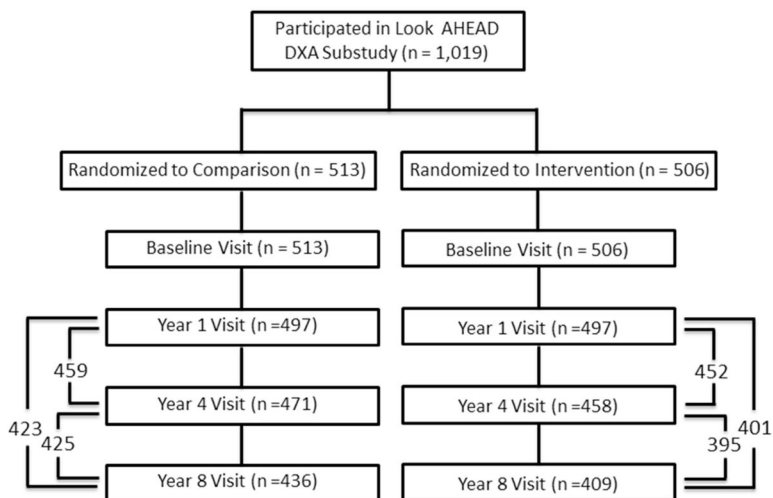 Participated in Look AHEAD
DXA Substudy (n = 1,019)
Randomized to Comparison (n = 513)
Randomized to Intervention (n = 506)
Baseline Visit (n = 513)
Baseline Visit (n = 506)
Year 1 Visit (n =497)
Year 1 Visit (n =497)
459
452
Year 4 Visit (n =471)
Year 4 Visit (n =458)
423
425
395
401
Year 8 Visit (n =436)
Year 8 Visit (n =409)